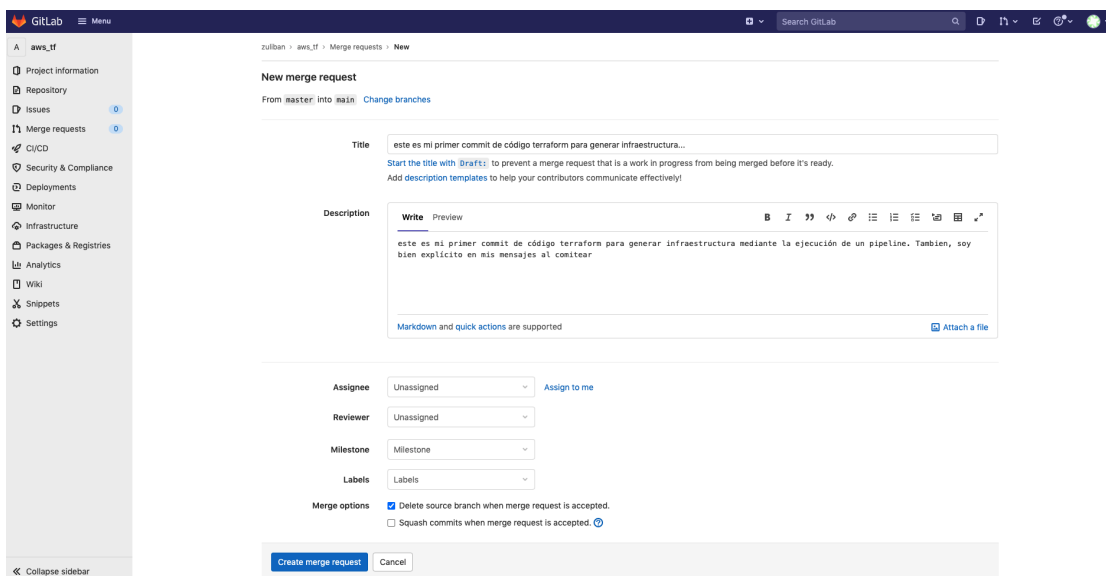 GitLab Menu Search GitLab
A aws_tf
Project information
Repository
Issues 0
Merge requests 0
CI/CD
Security & Compliance
Deployments
Monitor
Infrastructure
Packages & Registries
Analytics
Wiki
Snippets
Settings
Collapse sidebar
zuliban > aws_tf > Merge requests > New
New merge request
From master into main Change branches
Title este es mi primer commit de código terraform para generar infraestructura...
Start the title with Draft: to prevent a merge request that is a work in progress from being merged before it's ready.
Add description templates to help your contributors communicate effectively!
Description Write Preview
este es mi primer commit de código terraform para generar infraestructura mediante la ejecución de un pipeline. Tambien, soy
bien explícito en mis mensajes al comitear
Markdown and quick actions are supported Attach a file
Assignee Unassigned Assign to me
Reviewer Unassigned
Milestone Milestone
Labels Labels
Merge options Delete source branch when merge request is accepted.
Squash commits when merge request is accepted.
Create merge request Cancel